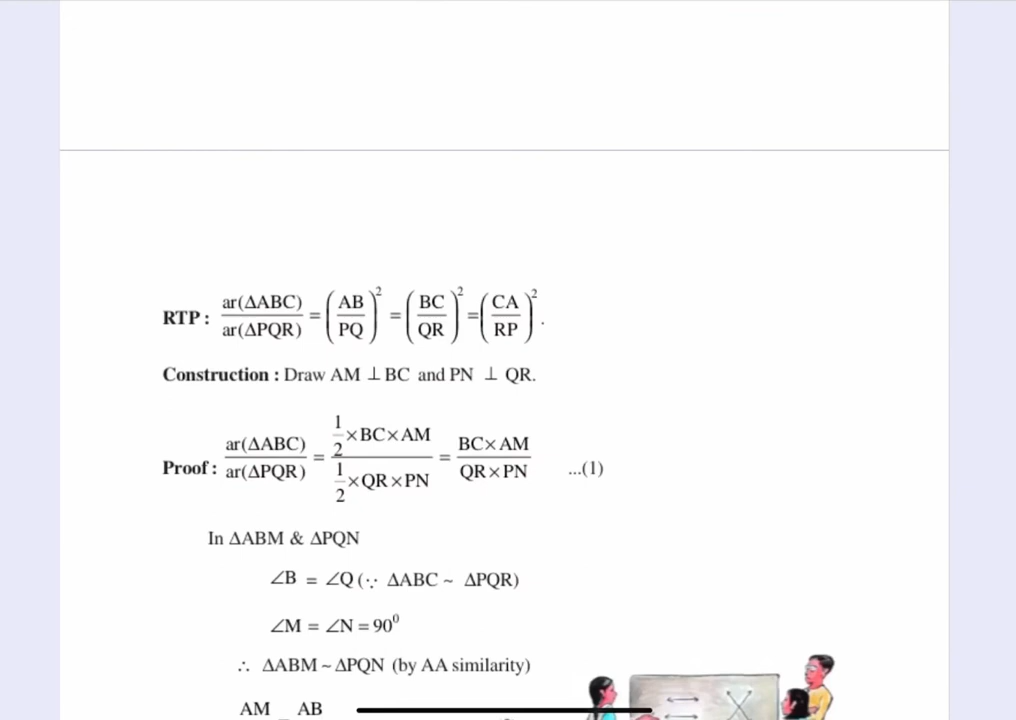 RTP : ar(ΔABC)/ar(ΔPQR) = (AB/PQ)² = (BC/QR)² = (CA/RP)².
Construction : Draw AM ⊥ BC and PN ⊥ QR.
Proof : ar(ΔABC)/ar(ΔPQR) = (1/2 × BC × AM)/(1/2 × QR × PN) = (BC × AM)/(QR × PN) ...(1)
In ΔABM & ΔPQN
∠B = ∠Q (∵ ΔABC ~ ΔPQR)
∠M = ∠N = 90⁰
∴ ΔABM ~ ΔPQN (by AA similarity)
AM = AB